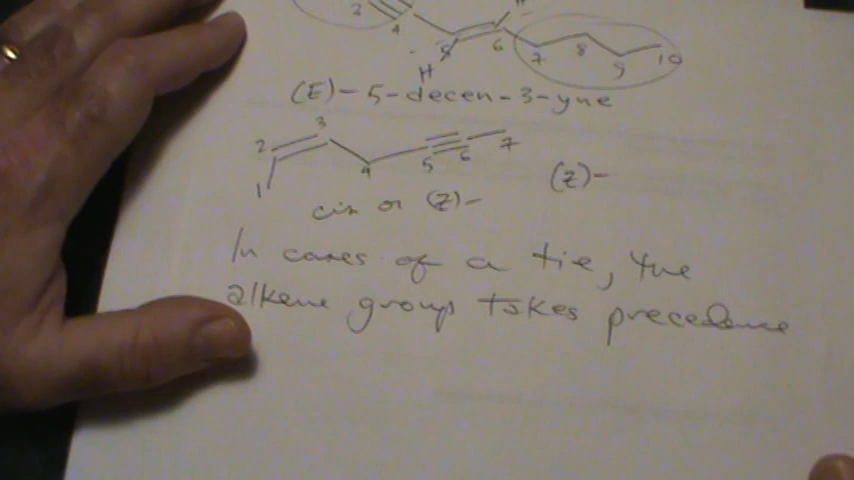 2 4 5 6 7 8 9 10
H
(E)-5-decen-3-yne
1 2 3 4 5 6 7
(Z)-
cis or (Z)-
In cases of a tie, the
alkene group takes precedence